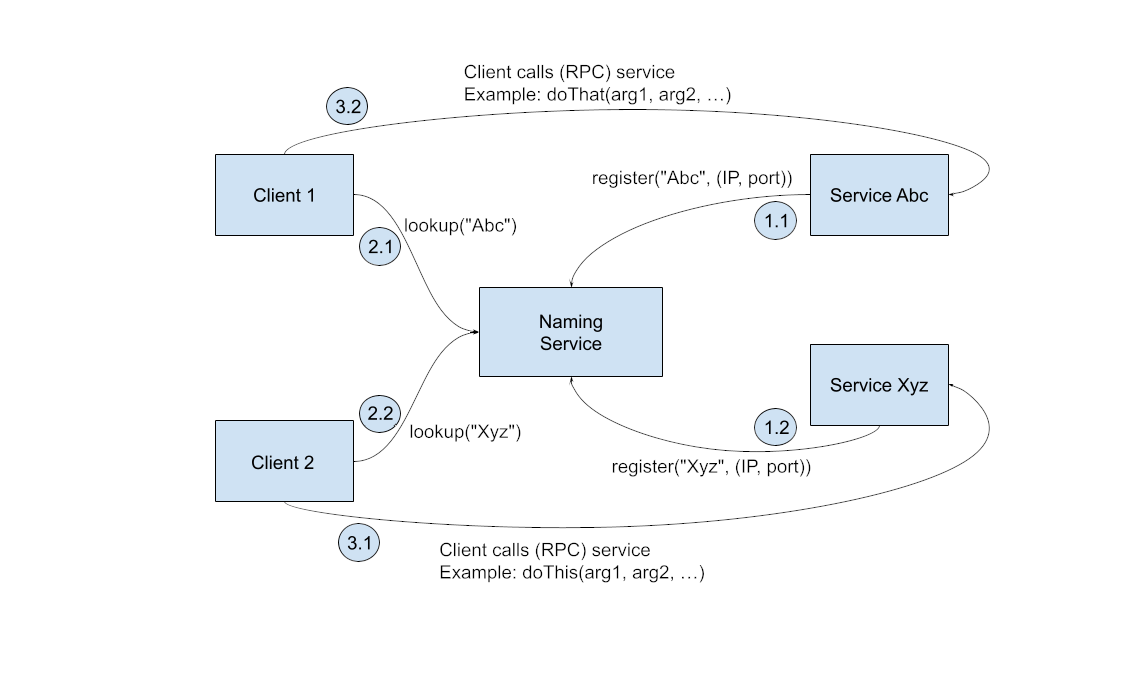 Client calls (RPC) service
Example: doThat(arg1, arg2, …)
3.2
Client 1
register("Abc", (IP, port))
Service Abc
1.1
lookup("Abc")
2.1
Naming
Service
Service Xyz
2.2
lookup("Xyz")
1.2
Client 2
register("Xyz", (IP, port))
3.1
Client calls (RPC) service
Example: doThis(arg1, arg2, …)